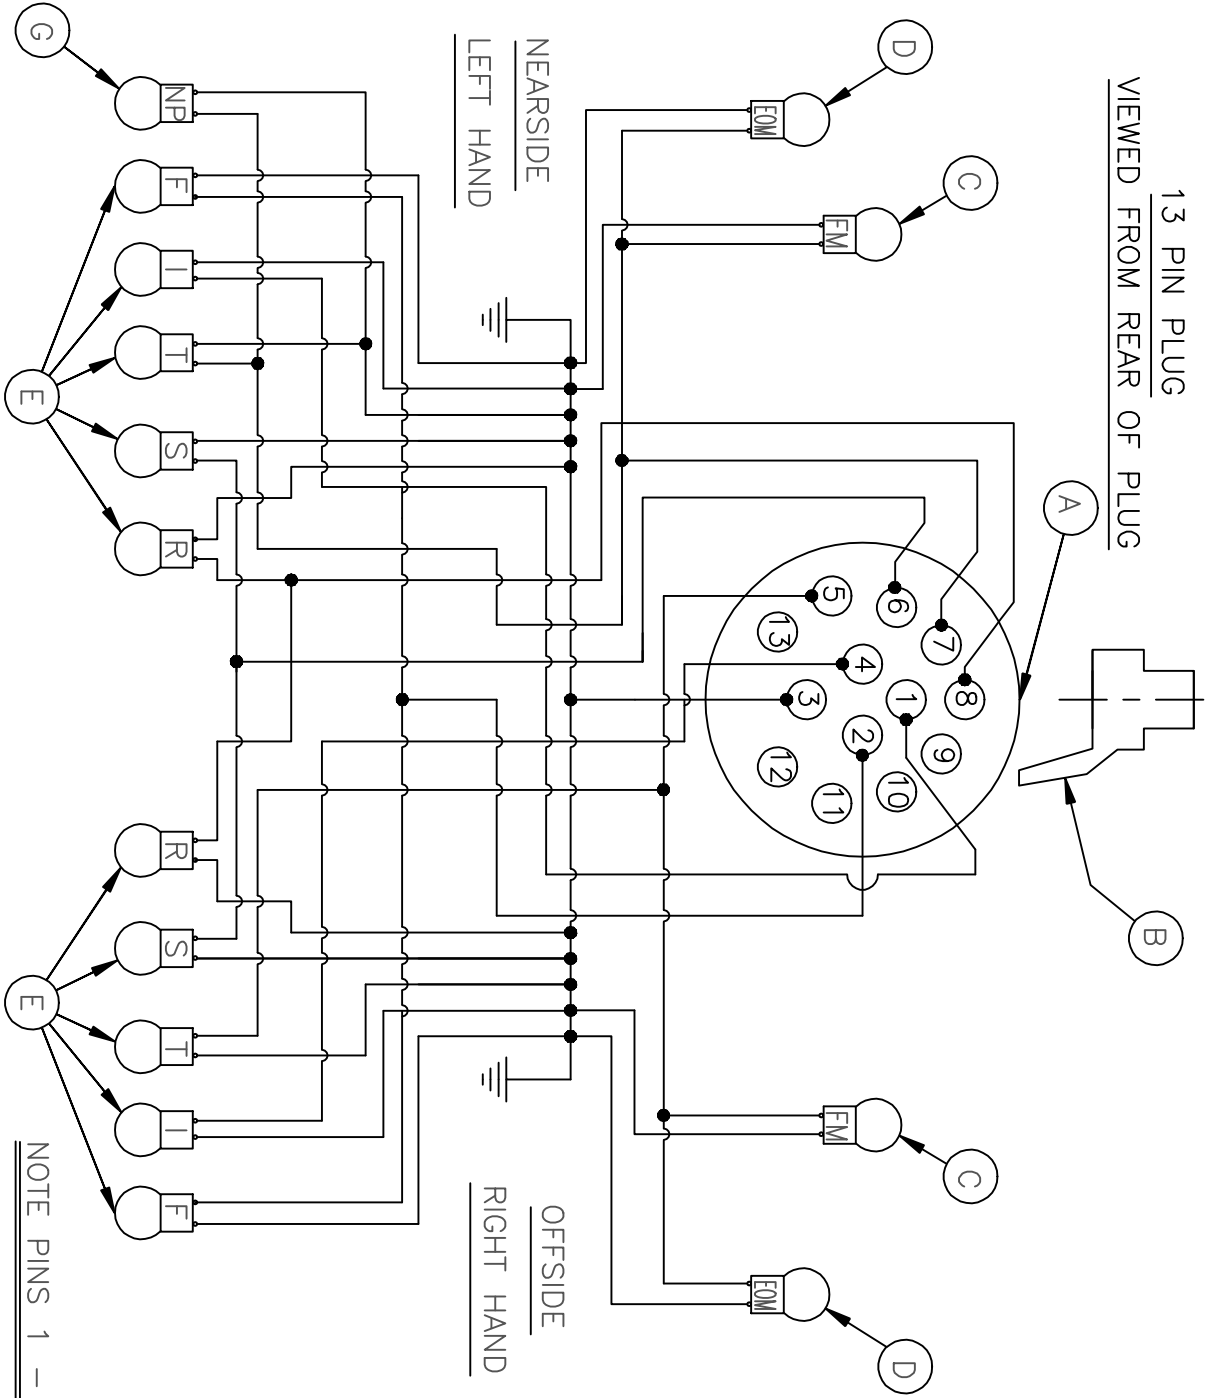 13 PIN PLUG
VIEWED FROM REAR OF PLUG
A
B
C
D
NEARSIDE
LEFT HAND
EOM
FM
C
D
OFFSIDE
RIGHT HAND
FM
EOM
5
6
7
13
4
8
3
1
2
9
12
11
10
G
NP
F
I
T
S
R
E
R
S
T
I
F
E
NOTE PINS 1 –